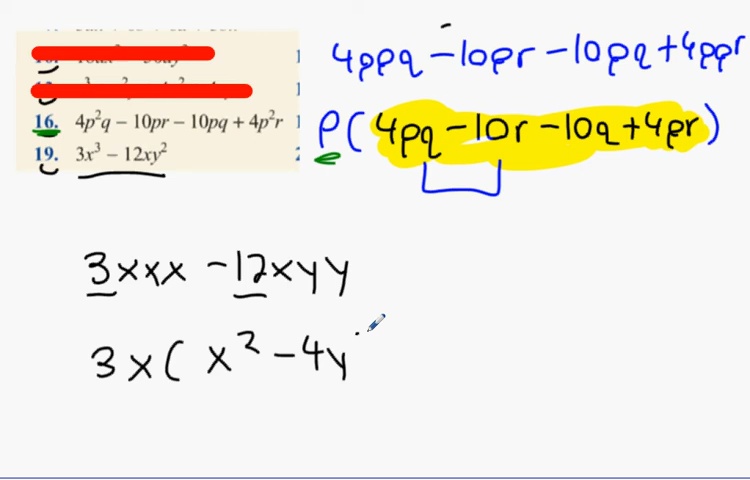 16. 4p²q − 10pr − 10pq + 4p²r
19. 3x³ − 12xy²
4ppq − 10pr − 10pq + 4ppr
P( 4pq − 10r − 10q + 4pr )
3xxx − 12xyy
3x( x² − 4y